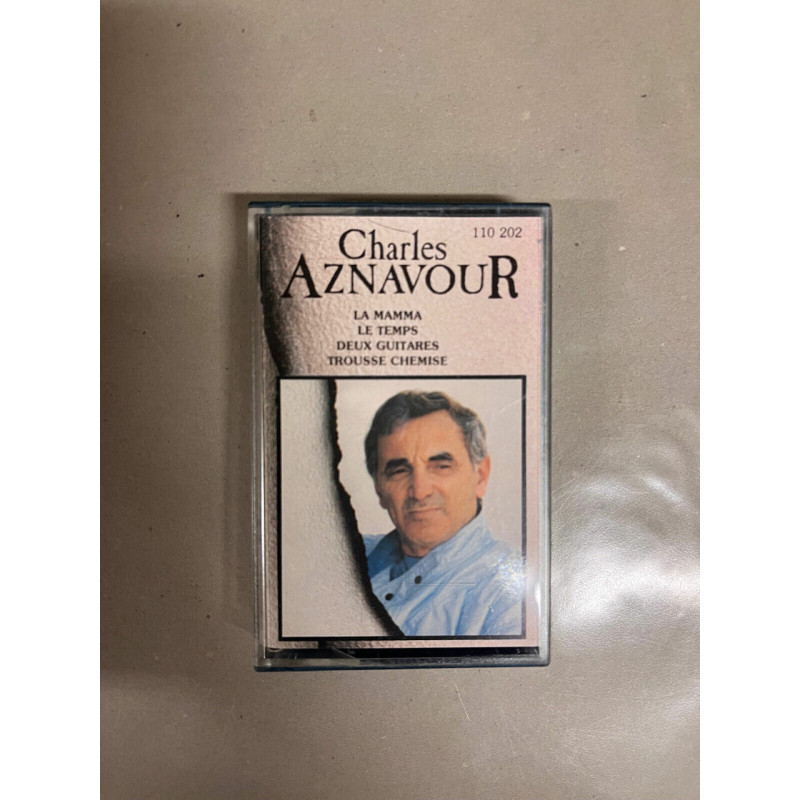 110 202
Charles
AZNAVOUR
LA MAMMA
LE TEMPS
DEUX GUITARES
TROUSSE CHEMISE